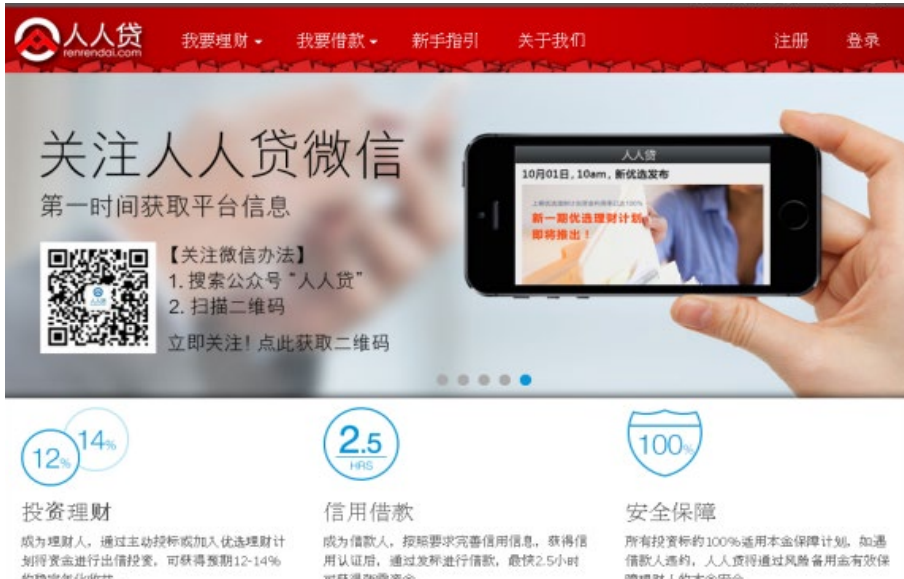 人人贷
renrendai.com
我要理财
我要借款
新手指引
关于我们
注册
登录
关注人人贷微信
第一时间获取平台信息
【关注微信办法】
1. 搜索公众号“人人贷”
2. 扫描二维码
立即关注! 点此获取二维码
人人贷
10月01日, 10am, 新优选发布
新一期优选理财计划
即将推出！
12%
14%
投资理财
成为理财人，通过主动投标或加入优选理财计
划将资金进行出借投资，可获得预期12-14%
2.5
HRS
信用借款
成为借款人，按照要求完善信用信息，获得信
用认证后，通过发标进行借款，最快2.5小时
100%
安全保障
所有投资标的100%适用本金保障计划。如遇
借款人违约，人人贷将通过风险备用金有效保